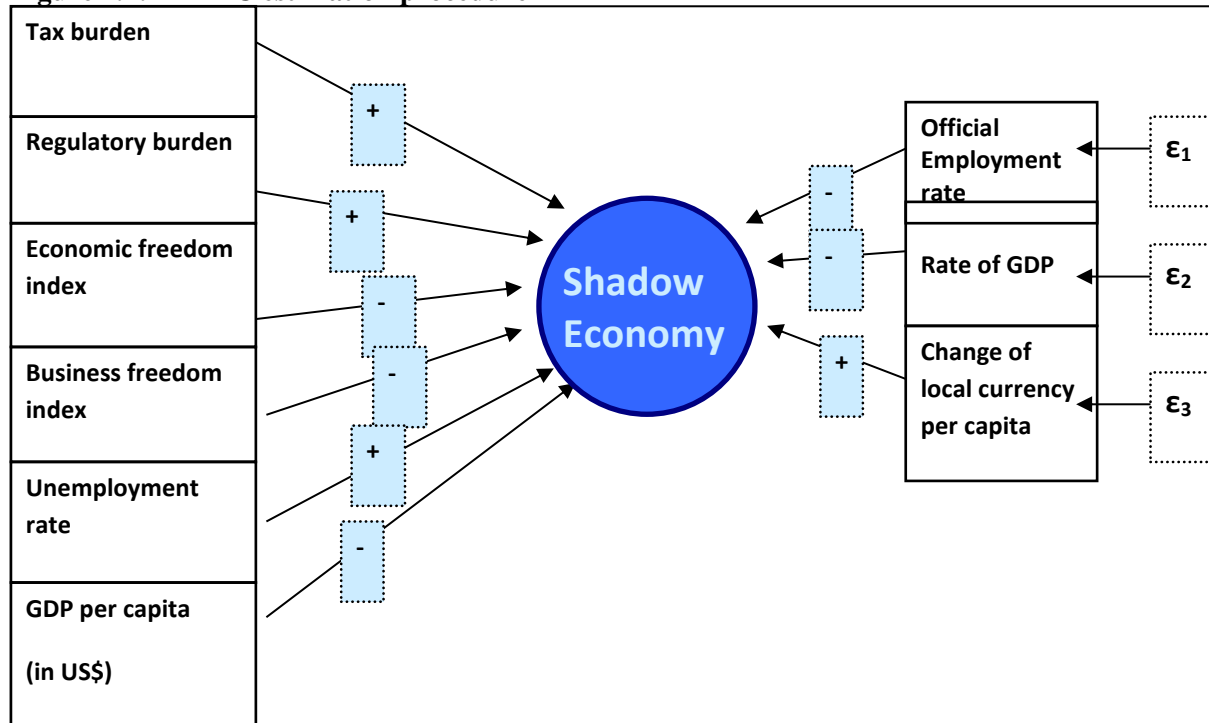 Tax burden
Regulatory burden
Economic freedom
index
Business freedom
index
Unemployment
rate
GDP per capita
(in US$)
+
+
-
-
+
-
Shadow
Economy
-
-
+
Official
Employment
rate
Rate of GDP
Change of
local currency
per capita
ε1
ε2
ε3